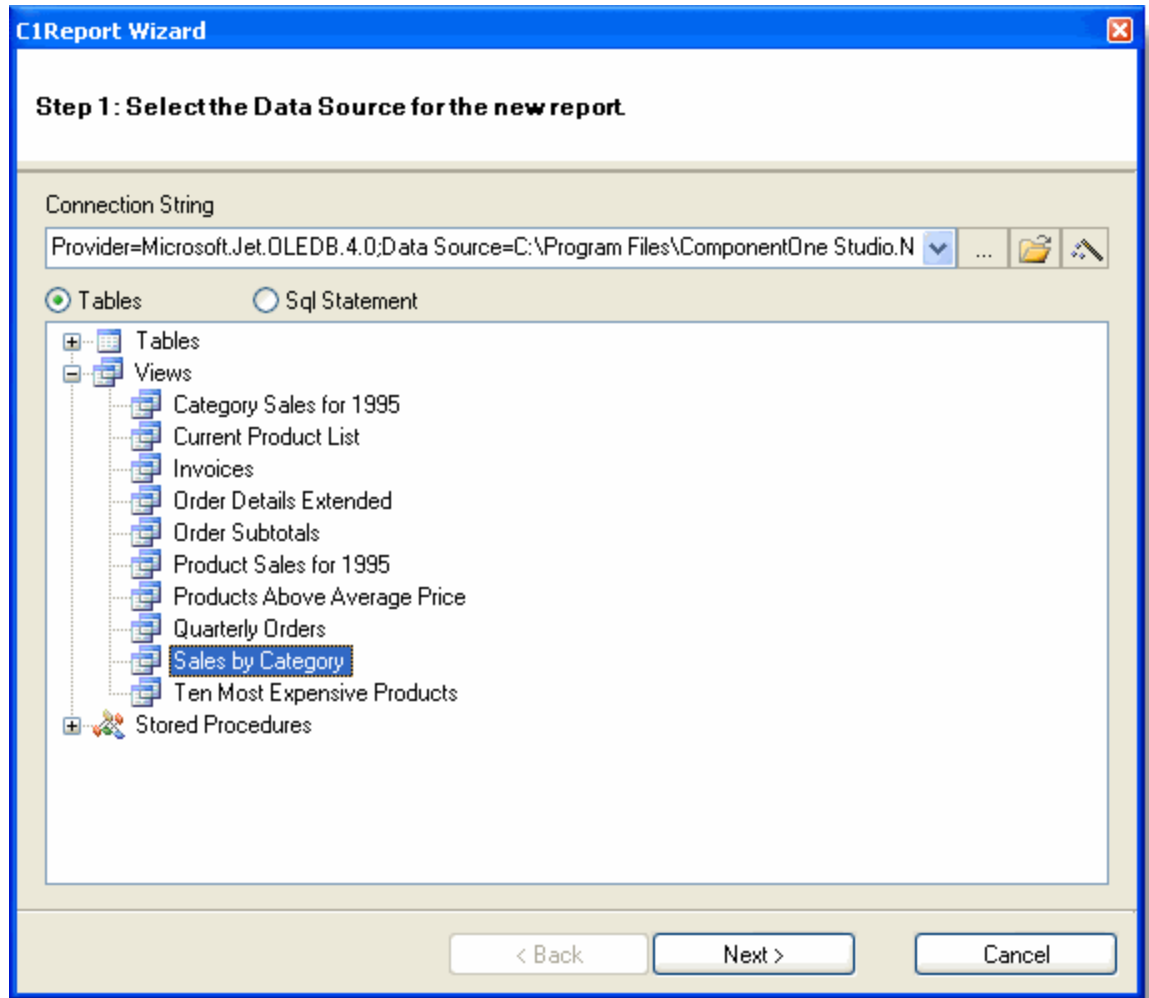 C1Report Wizard
Step 1: Select the Data Source for the new report.
Connection String
Provider=Microsoft.Jet.OLEDB.4.0;Data Source=C:\Program Files\ComponentOne Studio.N ...
Tables Sql Statement
Tables
Views
Category Sales for 1995
Current Product List
Invoices
Order Details Extended
Order Subtotals
Product Sales for 1995
Products Above Average Price
Quarterly Orders
Sales by Category
Ten Most Expensive Products
Stored Procedures
< Back Next > Cancel